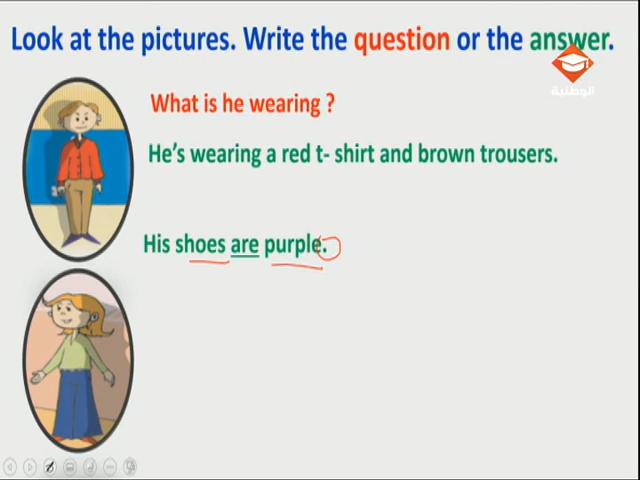 Look at the pictures. Write the question or the answer.
الوطنية
What is he wearing ?
He's wearing a red t- shirt and brown trousers.
His shoes are purple.